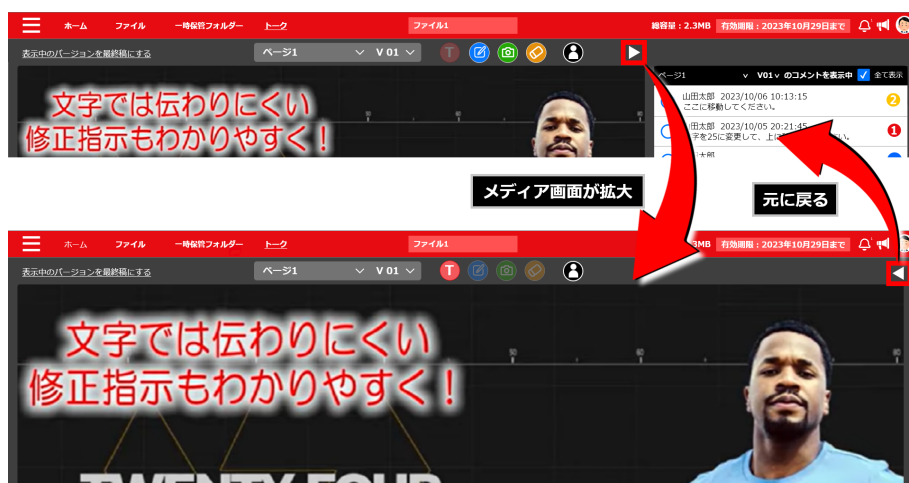 ホーム ファイル 一時保管フォルダー トーク ファイル1 総容量：2.3MB 有効期限：2023年10月29日まで
表示中のバージョンを最終稿にする ページ1 V 01 T
ページ1 V01 のコメントを表示中 全て表示
文字では伝わりにくい
修正指示もわかりやすく！
山田太郎 2023/10/06 10:13:15
ここに移動してください。
2
田太郎 2023/10/05 20:21:45
字を25に変更して、上に
1
メディア画面が拡大
元に戻る
ホーム ファイル 一時保管フォルダー トーク ファイル1 3MB 有効期限：2023年10月29日まで
表示中のバージョンを最終稿にする ページ1 V 01 T
文字では伝わりにくい
修正指示もわかりやすく！
TWENTY FOUR